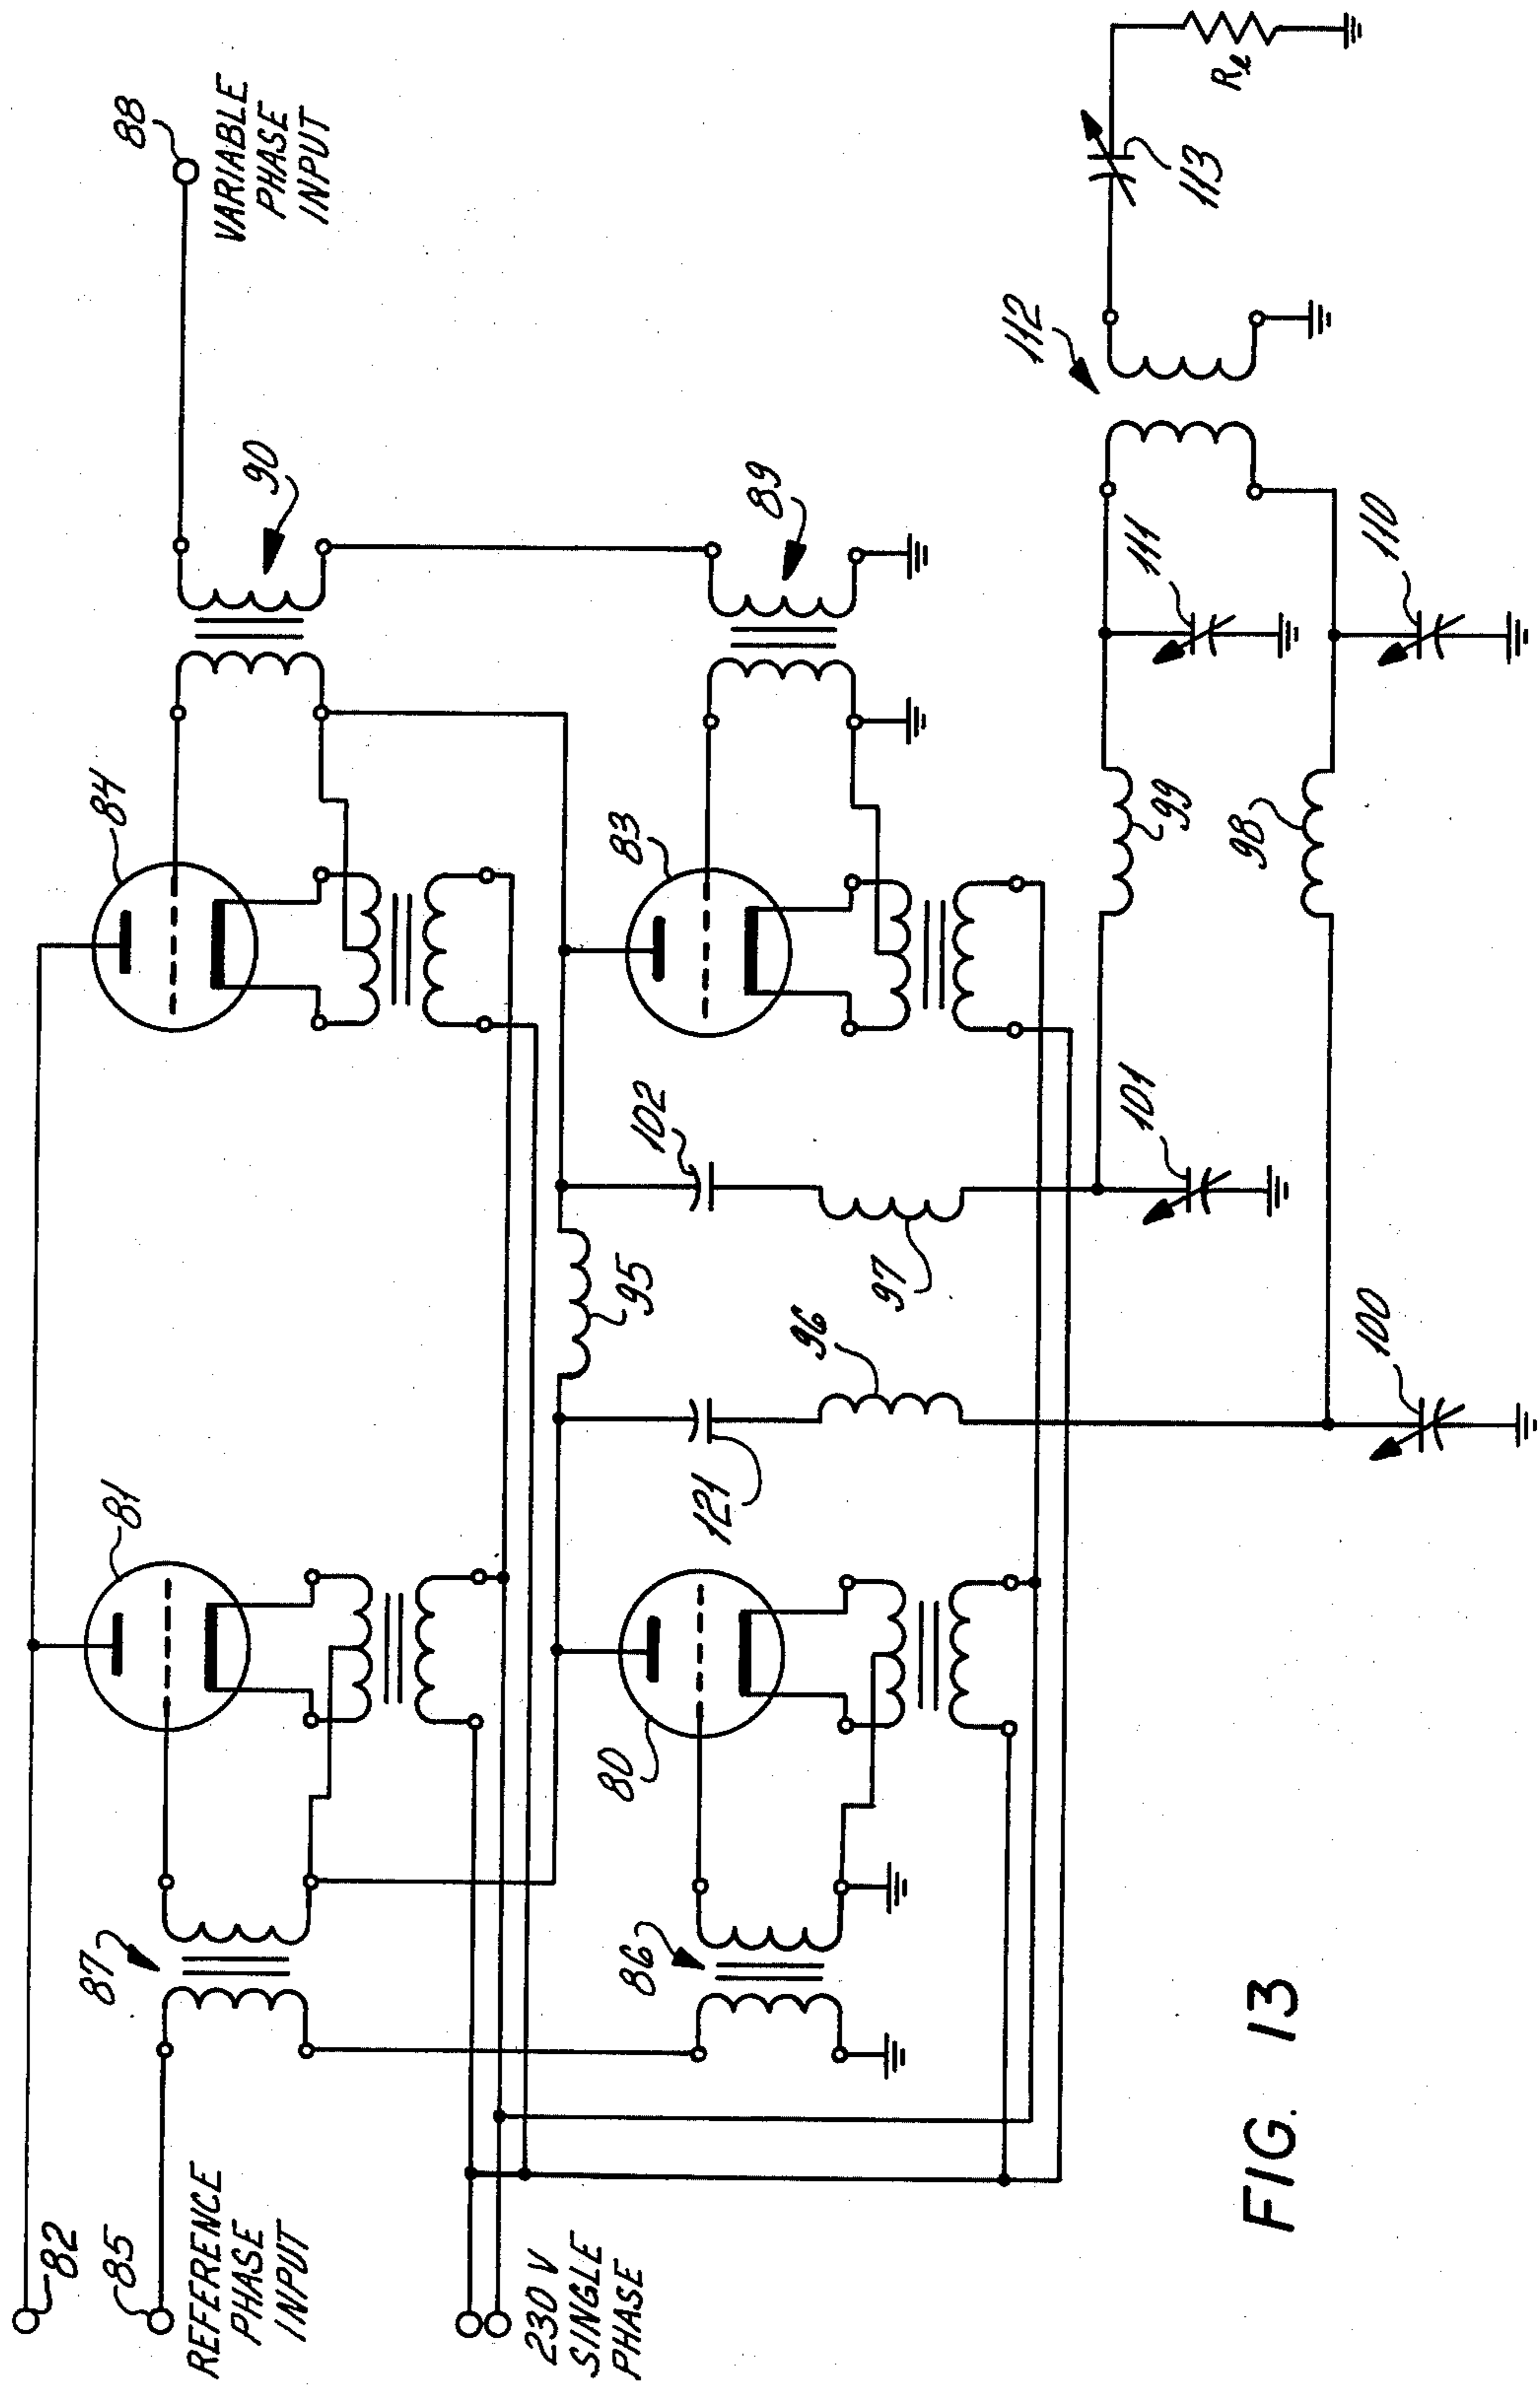 82
85
REFERENCE
PHASE
INPUT
87
81
84
90
88
VARIABLE
PHASE
INPUT
230 V
SINGLE
PHASE
86
80
121
96
95
102
97
83
89
101
100
99
98
111
110
112
113
Rℓ
FIG. 13